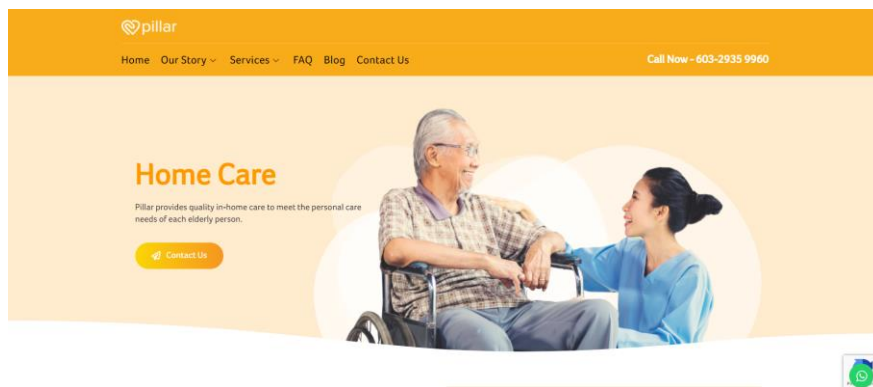 pillar
Home Our Story Services FAQ Blog Contact Us
Call Now - 603-2935 9960
Home Care
Pillar provides quality in-home care to meet the personal care
needs of each elderly person.
Contact Us